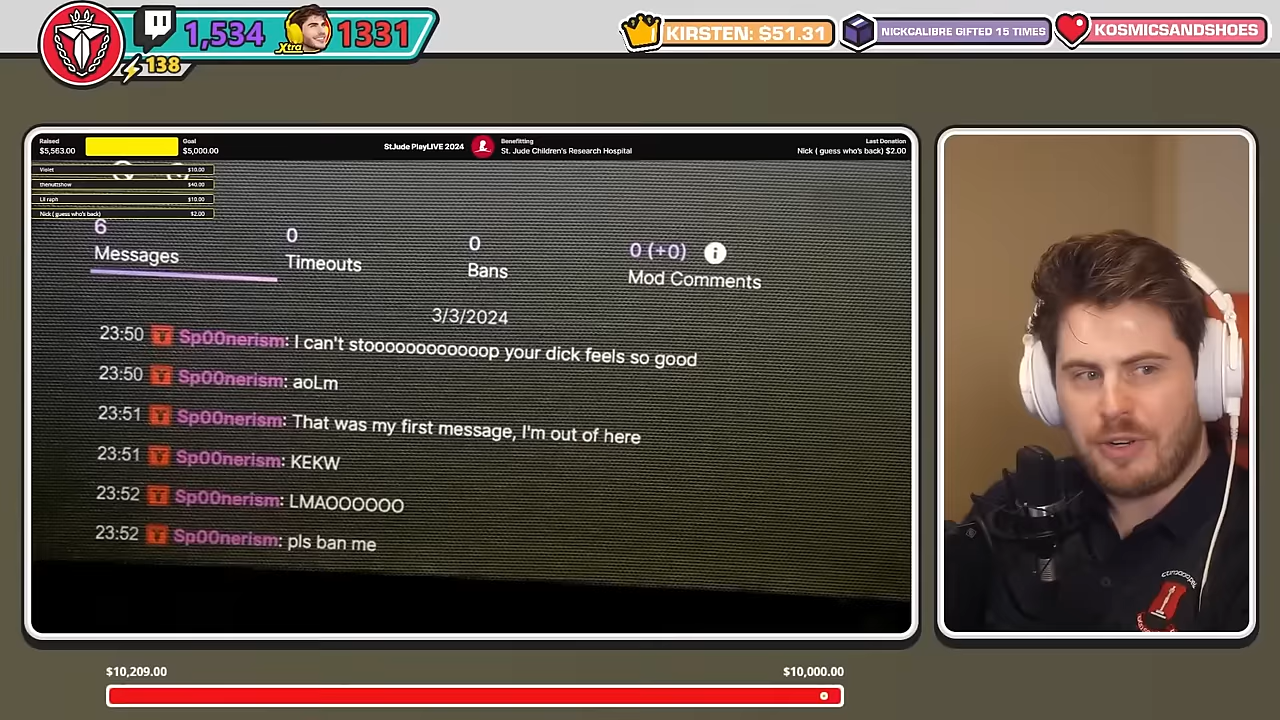 1,534
Xtra
1331
138
KIRSTEN: $51.31
NICKCALIBRE GIFTED 15 TIMES
KOSMICSANDSHOES
Raised
$5,563.00
Goal
$5,000.00
StJude PlayLIVE 2024
Benefitting
St. Jude Children's Research Hospital
Last Donation
Nick ( guess who's back) $2.00
Violet $10.00
thenuttshow $40.00
Lil raph $10.00
Nick ( guess who's back) $2.00
6
Messages
0
Timeouts
0
Bans
0 (+0)
Mod Comments
3/3/2024
23:50 Sp00nerism: I can't stoooooooooooop your dick feels so good
23:50 Sp00nerism: aoLm
23:51 Sp00nerism: That was my first message, I'm out of here
23:51 Sp00nerism: KEKW
23:52 Sp00nerism: LMAOOOOOO
23:52 Sp00nerism: pls ban me
$10,209.00
$10,000.00